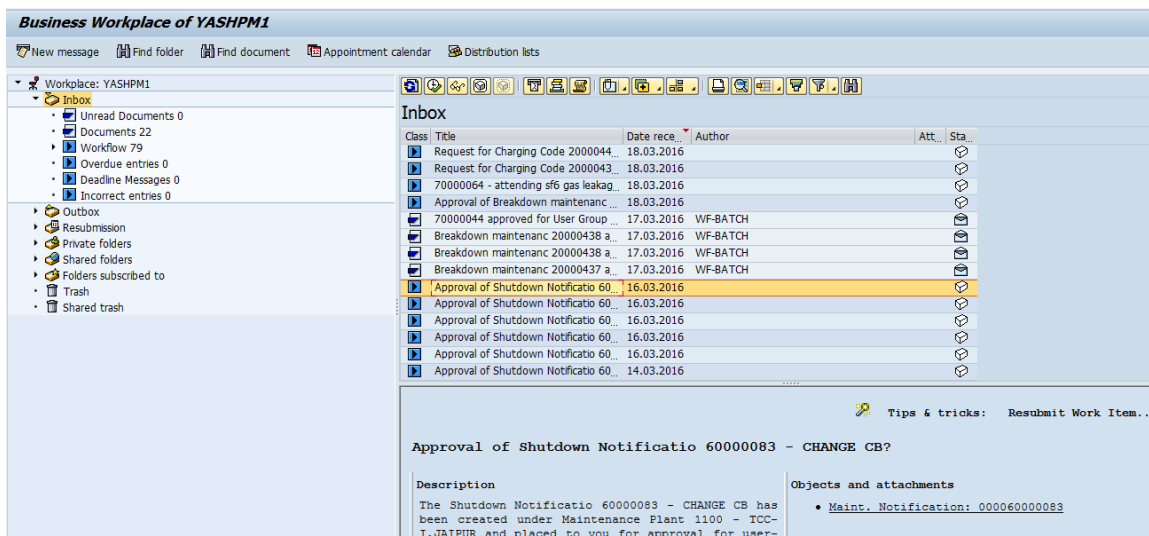 Business Workplace of YASHPM1
New message Find folder Find document Appointment calendar Distribution lists
Workplace: YASHPM1
Inbox
Unread Documents 0
Documents 22
Workflow 79
Overdue entries 0
Deadline Messages 0
Incorrect entries 0
Outbox
Resubmission
Private folders
Shared folders
Folders subscribed to
Trash
Shared trash
Inbox
Class Title Date rece... Author Att... Sta...
Request for Charging Code 2000044... 18.03.2016
Request for Charging Code 2000043... 18.03.2016
70000064 - attending sf6 gas leakag... 18.03.2016
Approval of Breakdown maintenanc ... 18.03.2016
70000044 approved for User Group ... 17.03.2016 WF-BATCH
Breakdown maintenanc 20000438 a... 17.03.2016 WF-BATCH
Breakdown maintenanc 20000438 a... 17.03.2016 WF-BATCH
Breakdown maintenanc 20000437 a... 17.03.2016 WF-BATCH
Approval of Shutdown Notificatio 60... 16.03.2016
Approval of Shutdown Notificatio 60... 16.03.2016
Approval of Shutdown Notificatio 60... 16.03.2016
Approval of Shutdown Notificatio 60... 16.03.2016
Approval of Shutdown Notificatio 60... 16.03.2016
Approval of Shutdown Notificatio 60... 14.03.2016
Tips & tricks: Resubmit Work Item..
Approval of Shutdown Notificatio 60000083 - CHANGE CB?
Description
The Shutdown Notificatio 60000083 - CHANGE CB has
been created under Maintenance Plant 1100 - TCC-
I,JAIPUR and placed to you for approval for user-
Objects and attachments
• Maint. Notification: 000060000083